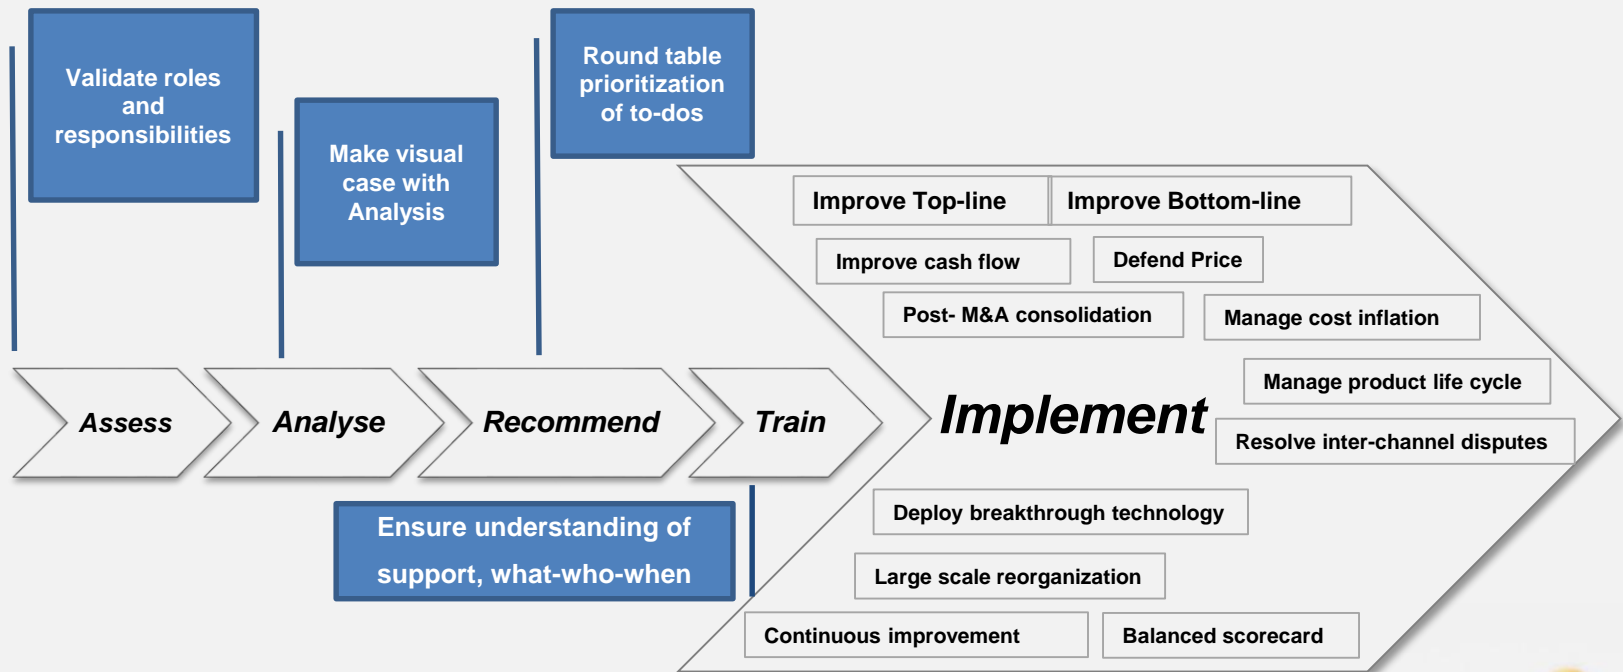 Validate roles
and
responsibilities
Make visual
case with
Analysis
Round table
prioritization
of to-dos
Improve Top-line
Improve Bottom-line
Improve cash flow
Defend Price
Post- M&A consolidation
Manage cost inflation
Manage product life cycle
Assess
Analyse
Recommend
Train
Implement
Resolve inter-channel disputes
Ensure understanding of
support, what-who-when
Deploy breakthrough technology
Large scale reorganization
Continuous improvement
Balanced scorecard